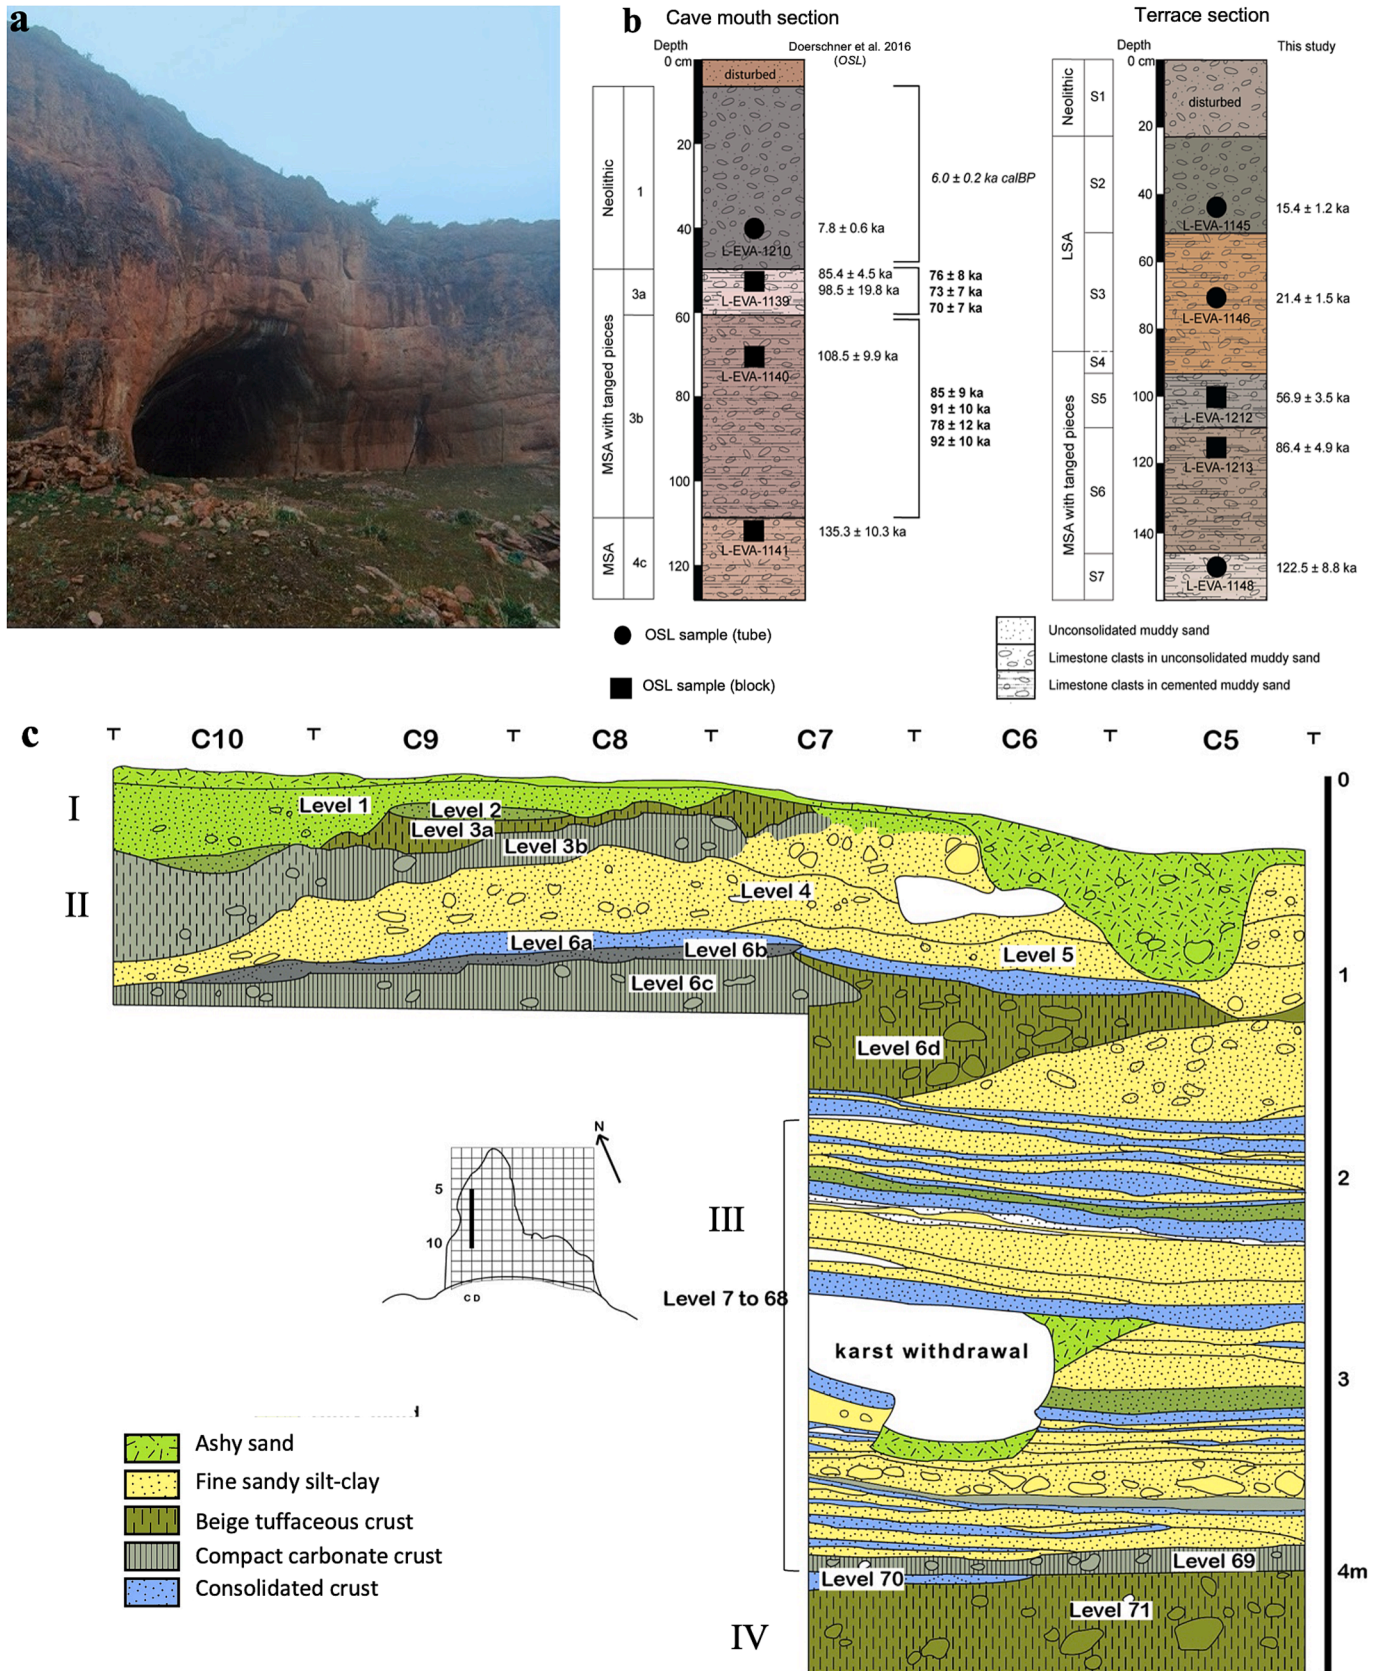 a
b
Cave mouth section
Terrace section
Depth
Doerschner et al. 2016
(OSL)
0 cm
disturbed
20
40
60
80
100
120
Neolithic
1
MSA with tanged pieces
3a
3b
MSA
4c
L-EVA-1210
L-EVA-1139
L-EVA-1140
L-EVA-1141
7.8 ± 0.6 ka
85.4 ± 4.5 ka
98.5 ± 19.8 ka
108.5 ± 9.9 ka
135.3 ± 10.3 ka
6.0 ± 0.2 ka calBP
76 ± 8 ka
73 ± 7 ka
70 ± 7 ka
85 ± 9 ka
91 ± 10 ka
78 ± 12 ka
92 ± 10 ka
Depth
This study
0 cm
disturbed
20
40
60
80
100
120
140
Neolithic
S1
LSA
S2
S3
S4
MSA with tanged pieces
S5
S6
S7
L-EVA-1145
L-EVA-1146
L-EVA-1212
L-EVA-1213
L-EVA-1148
15.4 ± 1.2 ka
21.4 ± 1.5 ka
56.9 ± 3.5 ka
86.4 ± 4.9 ka
122.5 ± 8.8 ka
OSL sample (tube)
OSL sample (block)
Unconsolidated muddy sand
Limestone clasts in unconsolidated muddy sand
Limestone clasts in cemented muddy sand
c
T C10 T C9 T C8 T C7 T C6 T C5 T
0
I
Level 1
Level 2
Level 3a
Level 3b
II
Level 4
Level 6a
Level 6b
Level 5
1
Level 6c
Level 6d
N
2
5
III
10
C D
Level 7 to 68
karst withdrawal
3
Ashy sand
Fine sandy silt-clay
Beige tuffaceous crust
Compact carbonate crust
Consolidated crust
Level 69
4m
Level 70
Level 71
IV